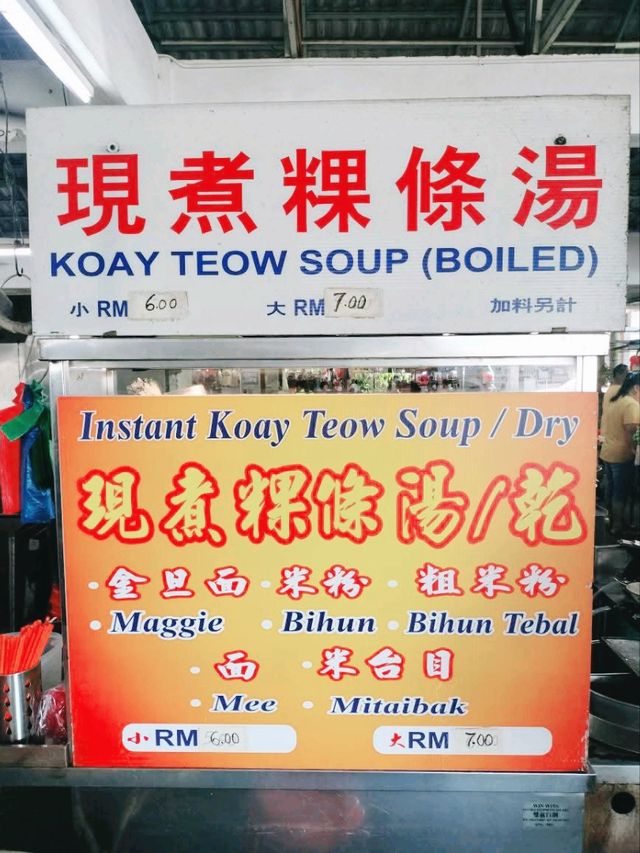 現煮粿條湯
KOAY TEOW SOUP (BOILED)
小 RM 6.00 大 RM 7.00 加料另計
Instant Koay Teow Soup / Dry
現煮粿條湯/乾
•金旦面 •米粉 • 粗米粉
• Maggie • Bihun • Bihun Tebal
• 面 •米台目
• Mee • Mitaibak
小 RM 6.00 大 RM 7.00